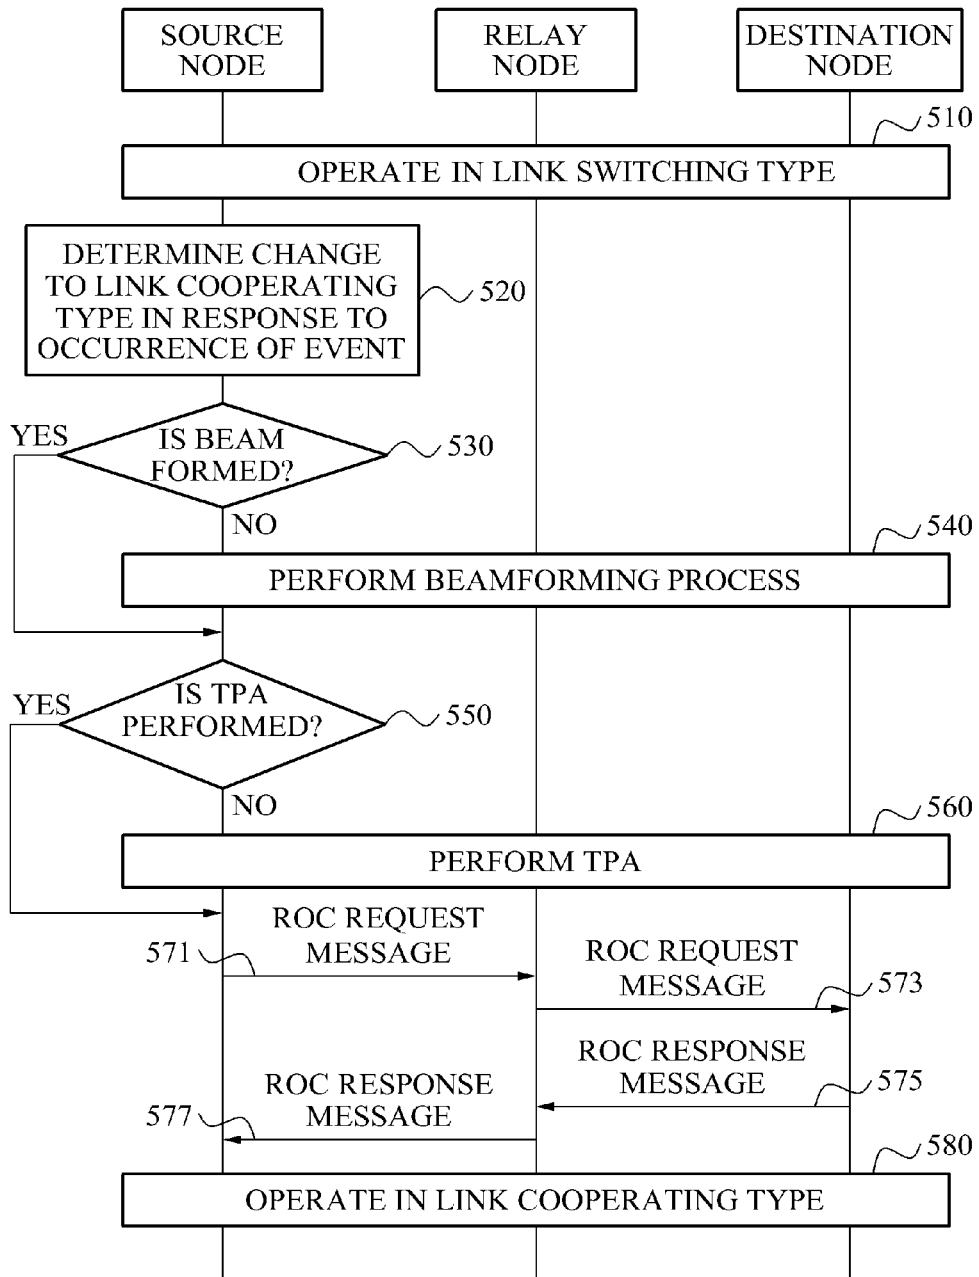 SOURCE
NODE
RELAY
NODE
DESTINATION
NODE
510
OPERATE IN LINK SWITCHING TYPE
DETERMINE CHANGE
TO LINK COOPERATING
TYPE IN RESPONSE TO
OCCURRENCE OF EVENT
520
YES
IS BEAM
FORMED?
530
NO
540
PERFORM BEAMFORMING PROCESS
YES
IS TPA
PERFORMED?
550
NO
560
PERFORM TPA
571
ROC REQUEST
MESSAGE
ROC REQUEST
MESSAGE
573
ROC RESPONSE
MESSAGE
575
577
ROC RESPONSE
MESSAGE
580
OPERATE IN LINK COOPERATING TYPE